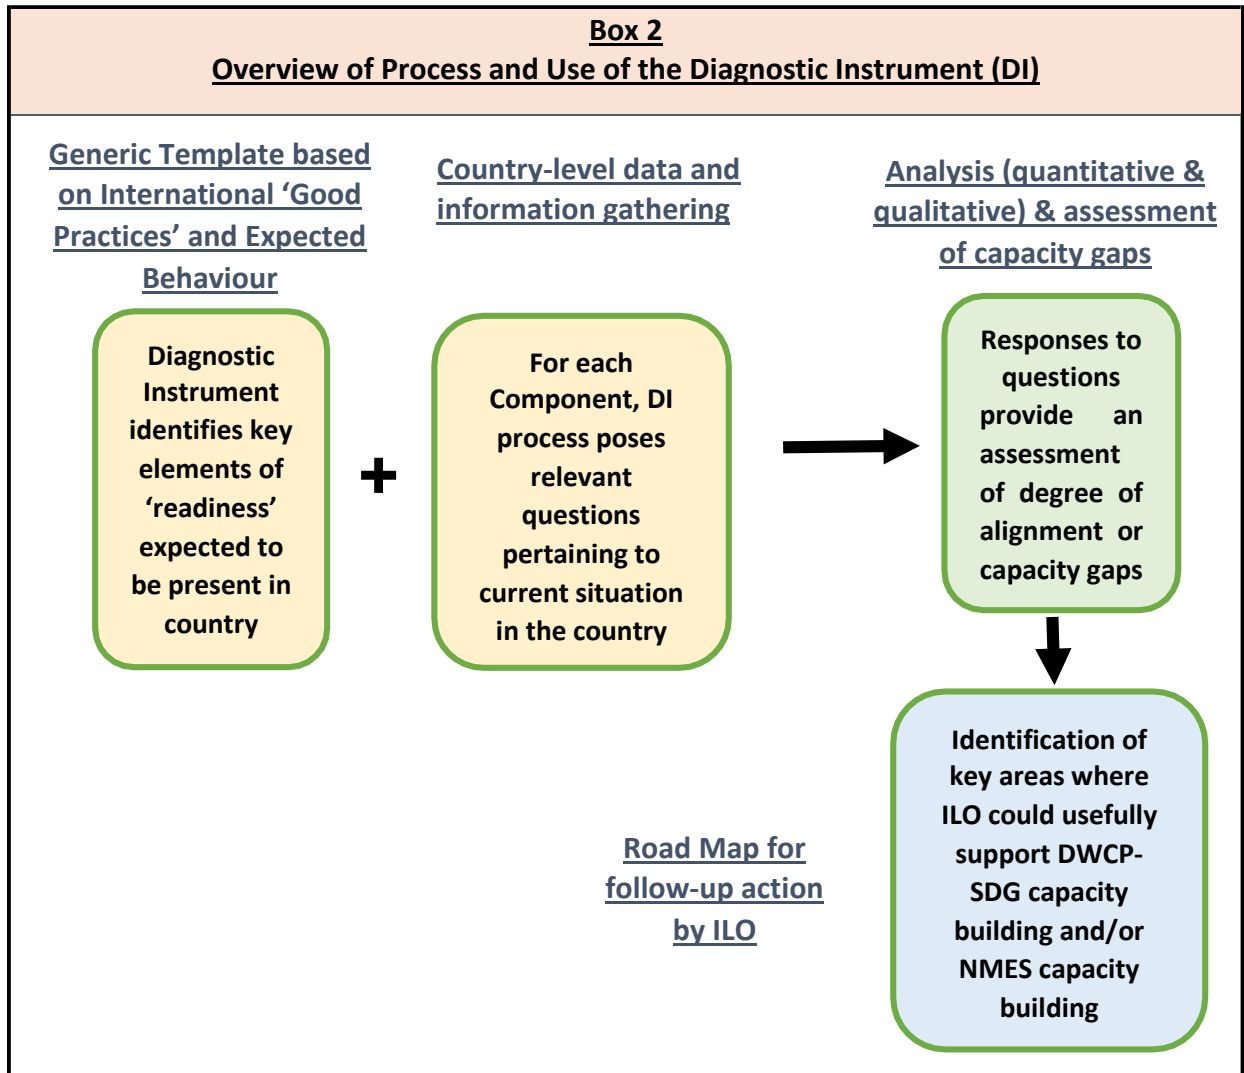 Box 2
Overview of Process and Use of the Diagnostic Instrument (DI)
Generic Template based
on International ‘Good
Practices’ and Expected
Behaviour
Country-level data and
information gathering
Analysis (quantitative &
qualitative) & assessment
of capacity gaps
Diagnostic
Instrument
identifies key
elements of
‘readiness’
expected to
be present in
country
+
For each
Component, DI
process poses
relevant
questions
pertaining to
current situation
in the country
Responses to
questions
provide an
assessment
of degree of
alignment or
capacity gaps
Road Map for
follow-up action
by ILO
Identification of
key areas where
ILO could usefully
support DWCP-
SDG capacity
building and/or
NMES capacity
building